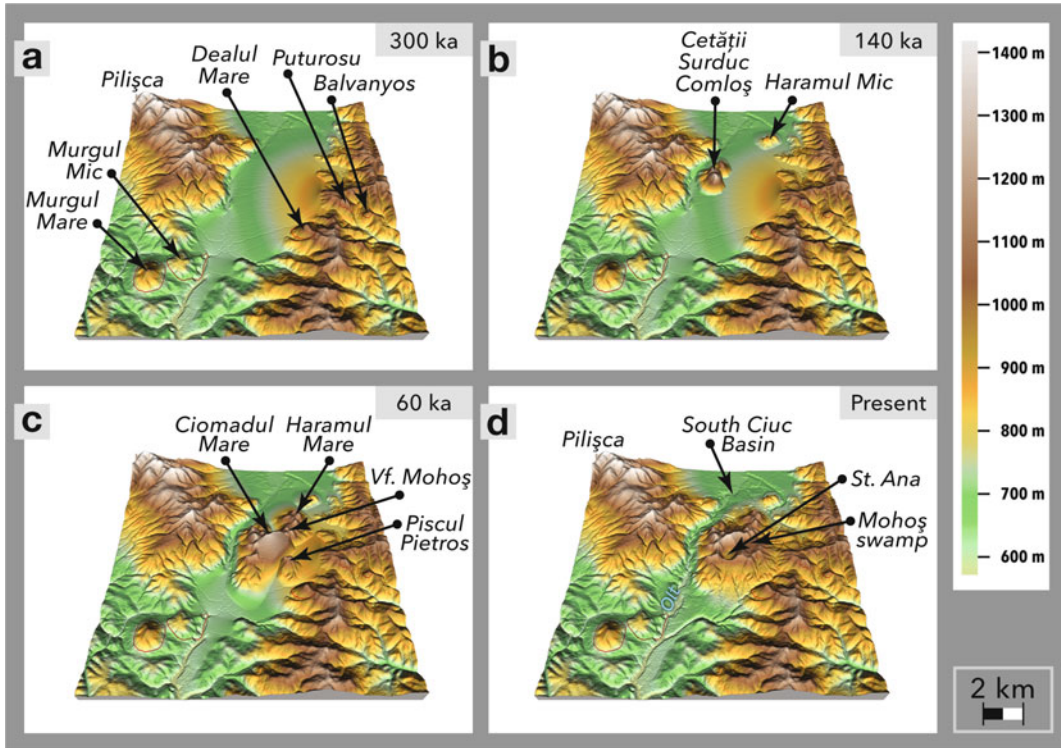 a
300 ka
Pilişca
Dealul
Mare
Puturosu
Balvanyos
Murgul
Mic
Murgul
Mare
b
140 ka
Cetăţii
Surduc
Comloş
Haramul Mic
c
60 ka
Ciomadul
Mare
Haramul
Mare
Vf. Mohoş
Piscul
Pietros
d
Present
Pilişca
South Ciuc
Basin
St. Ana
Mohoş
swamp
Olt
1400 m
1300 m
1200 m
1100 m
1000 m
900 m
800 m
700 m
600 m
2 km